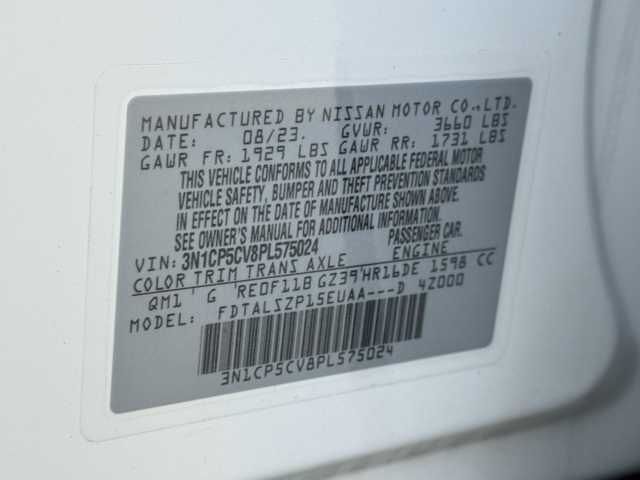 MANUFACTURED BY NISSAN MOTOR CO., LTD.
DATE: 08/23. GVWR: 3660 LBS
GAWR FR: 1929 LBS GAWR RR: 1731 LBS
THIS VEHICLE CONFORMS TO ALL APPLICABLE FEDERAL MOTOR
VEHICLE SAFETY, BUMPER AND THEFT PREVENTION STANDARDS
IN EFFECT ON THE DATE OF MANUFACTURE SHOWN ABOVE.
SEE OWNER'S MANUAL FOR ADDITIONAL INFORMATION.
VIN: 3N1CP5CV8PL575024 PASSENGER CAR.
COLOR TRIM TRANS AXLE ENGINE
QM1 ' G ' RE0F11B GZ39'HR16DE 1598 CC
MODEL: FDTALSZP15EUAA---D 42000
3N1CP5CV8PL575024